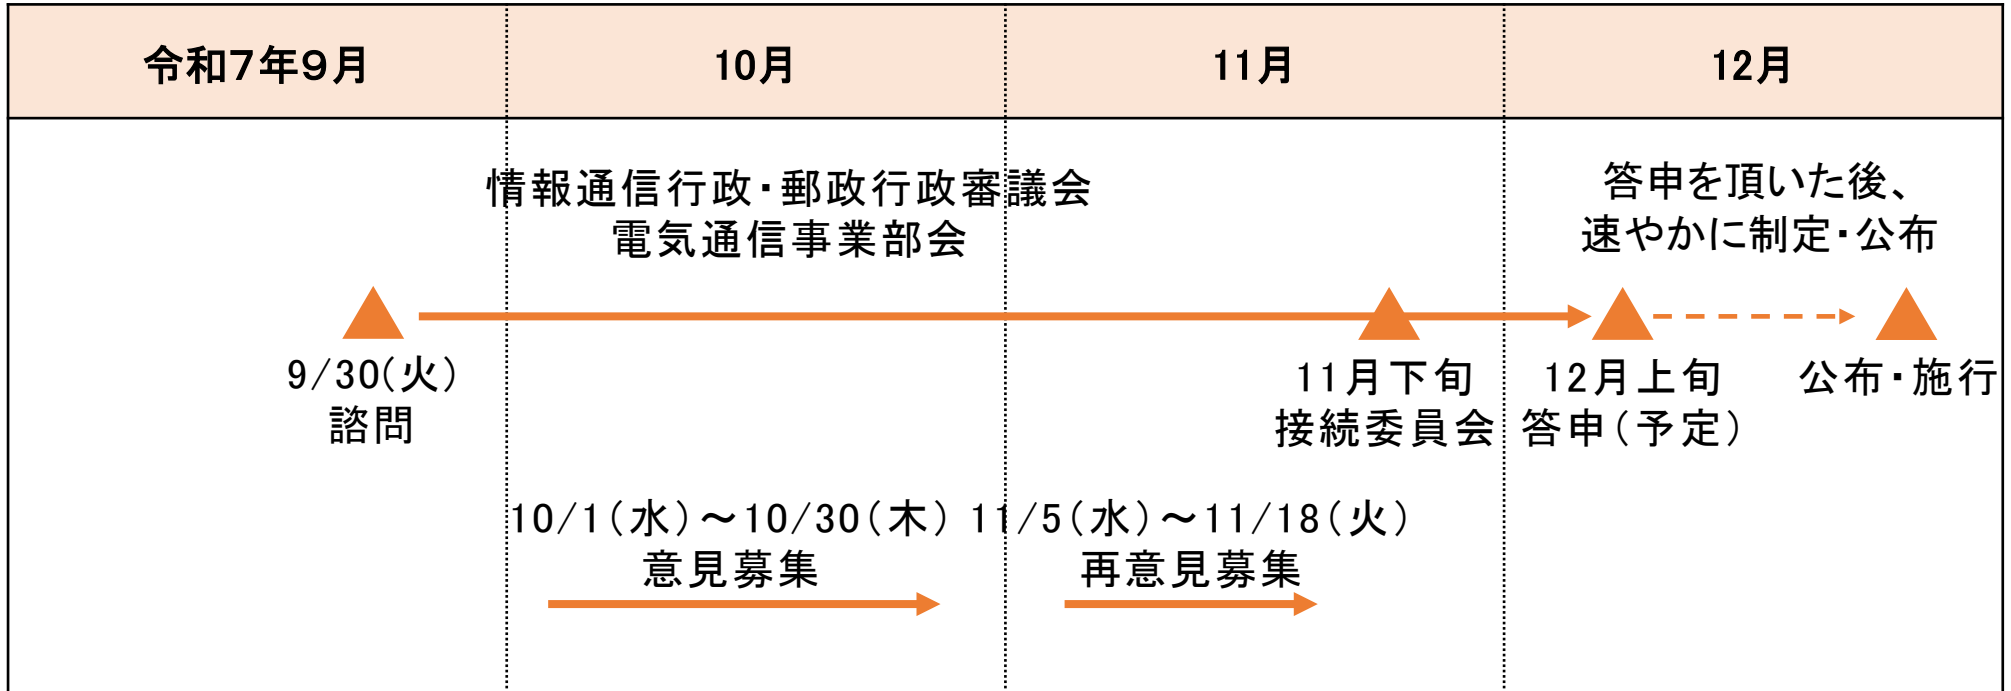 令和7年9月
10月
11月
12月
情報通信行政・郵政行政審議会
電気通信事業部会
答申を頂いた後、
速やかに制定・公布
9/30(火)
諮問
11月下旬
接続委員会
12月上旬
答申(予定)
公布・施行
10/1(水)～10/30(木)
意見募集
11/5(水)～11/18(火)
再意見募集